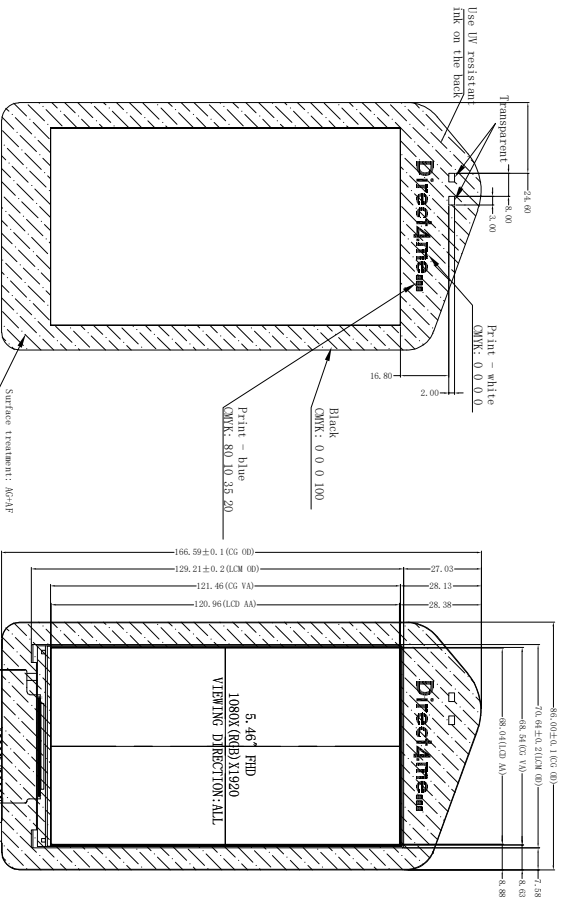 Use UV resistant
ink on the back
Transparent
24.60
8.00
3.00
Direct4me
Print - white
CMYK: 0 0 0 0
16.80
2.00
Black
CMYK: 0 0 0 100
Print - blue
CMYK: 80 10 35 20
Surface treatment: AG+AF
166.59±0.1(CG OD)
129.21±0.2(LCM OD)
27.03
121.46(CG VA)
28.13
120.96(LCD AA)
28.38
86.00±0.1(CG OD)
70.64±0.2(LCM OD)
7.58
68.54(CG VA)
8.63
68.04(LCD AA)
8.88
Direct4me
5.46" FHD
1080X(RGB)X1920
VIEWING DIRECTION:ALL